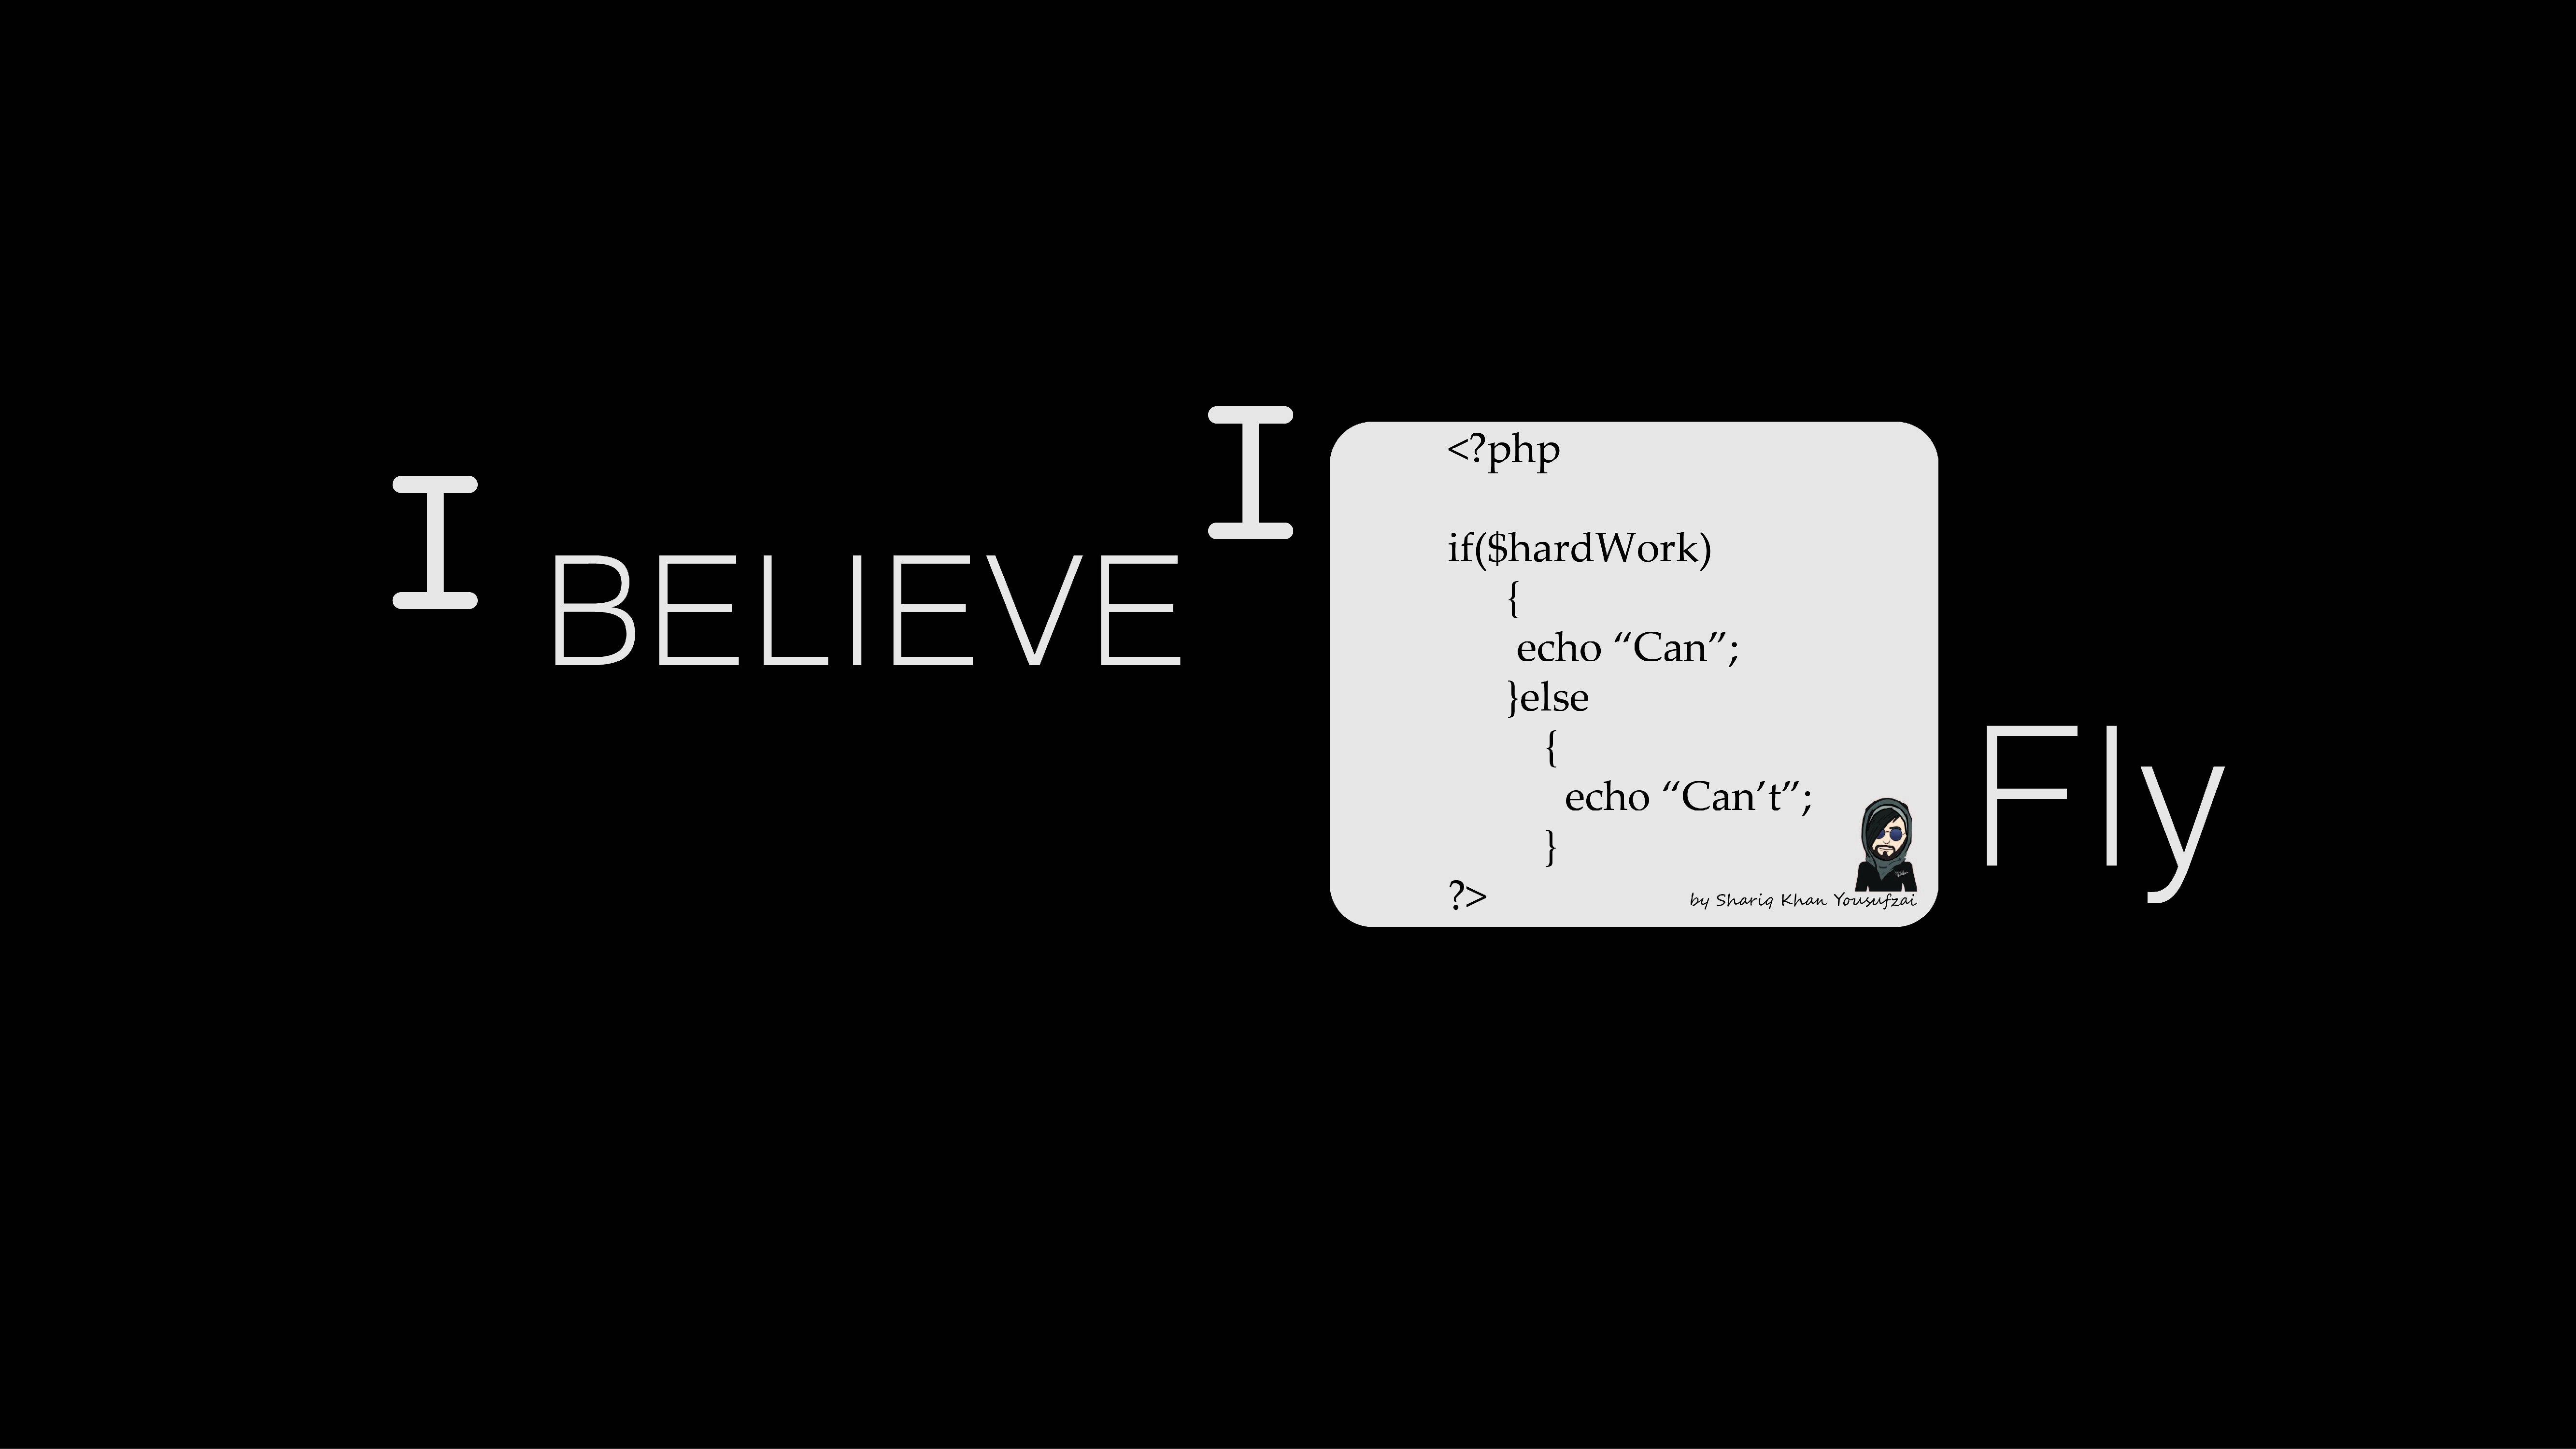 I BELIEVE I
<?php
if($hardWork)
{
echo “Can”;
}else
{
echo “Can’t”;
}
?>
by Shariq Khan Yousufzai
Fly